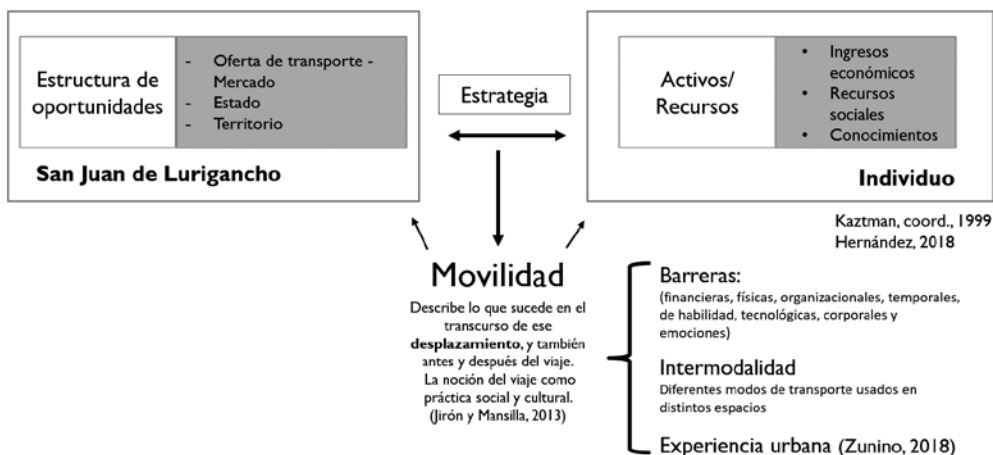 Estructura de
oportunidades
- Oferta de transporte -
Mercado
- Estado
- Territorio
San Juan de Lurigancho
Estrategia
Activos/
Recursos
• Ingresos
económicos
• Recursos
sociales
• Conocimientos
Individuo
Kaztman, coord., 1999
Hernández, 2018
Movilidad
Describe lo que sucede en el
transcurso de ese
desplazamiento, y también
antes y después del viaje.
La noción del viaje como
práctica social y cultural.
(Jirón y Mansilla, 2013)
Barreras:
(financieras, físicas, organizacionales, temporales,
de habilidad, tecnológicas, corporales y
emociones)
Intermodalidad
Diferentes modos de transporte usados en
distintos espacios
Experiencia urbana (Zunino, 2018)